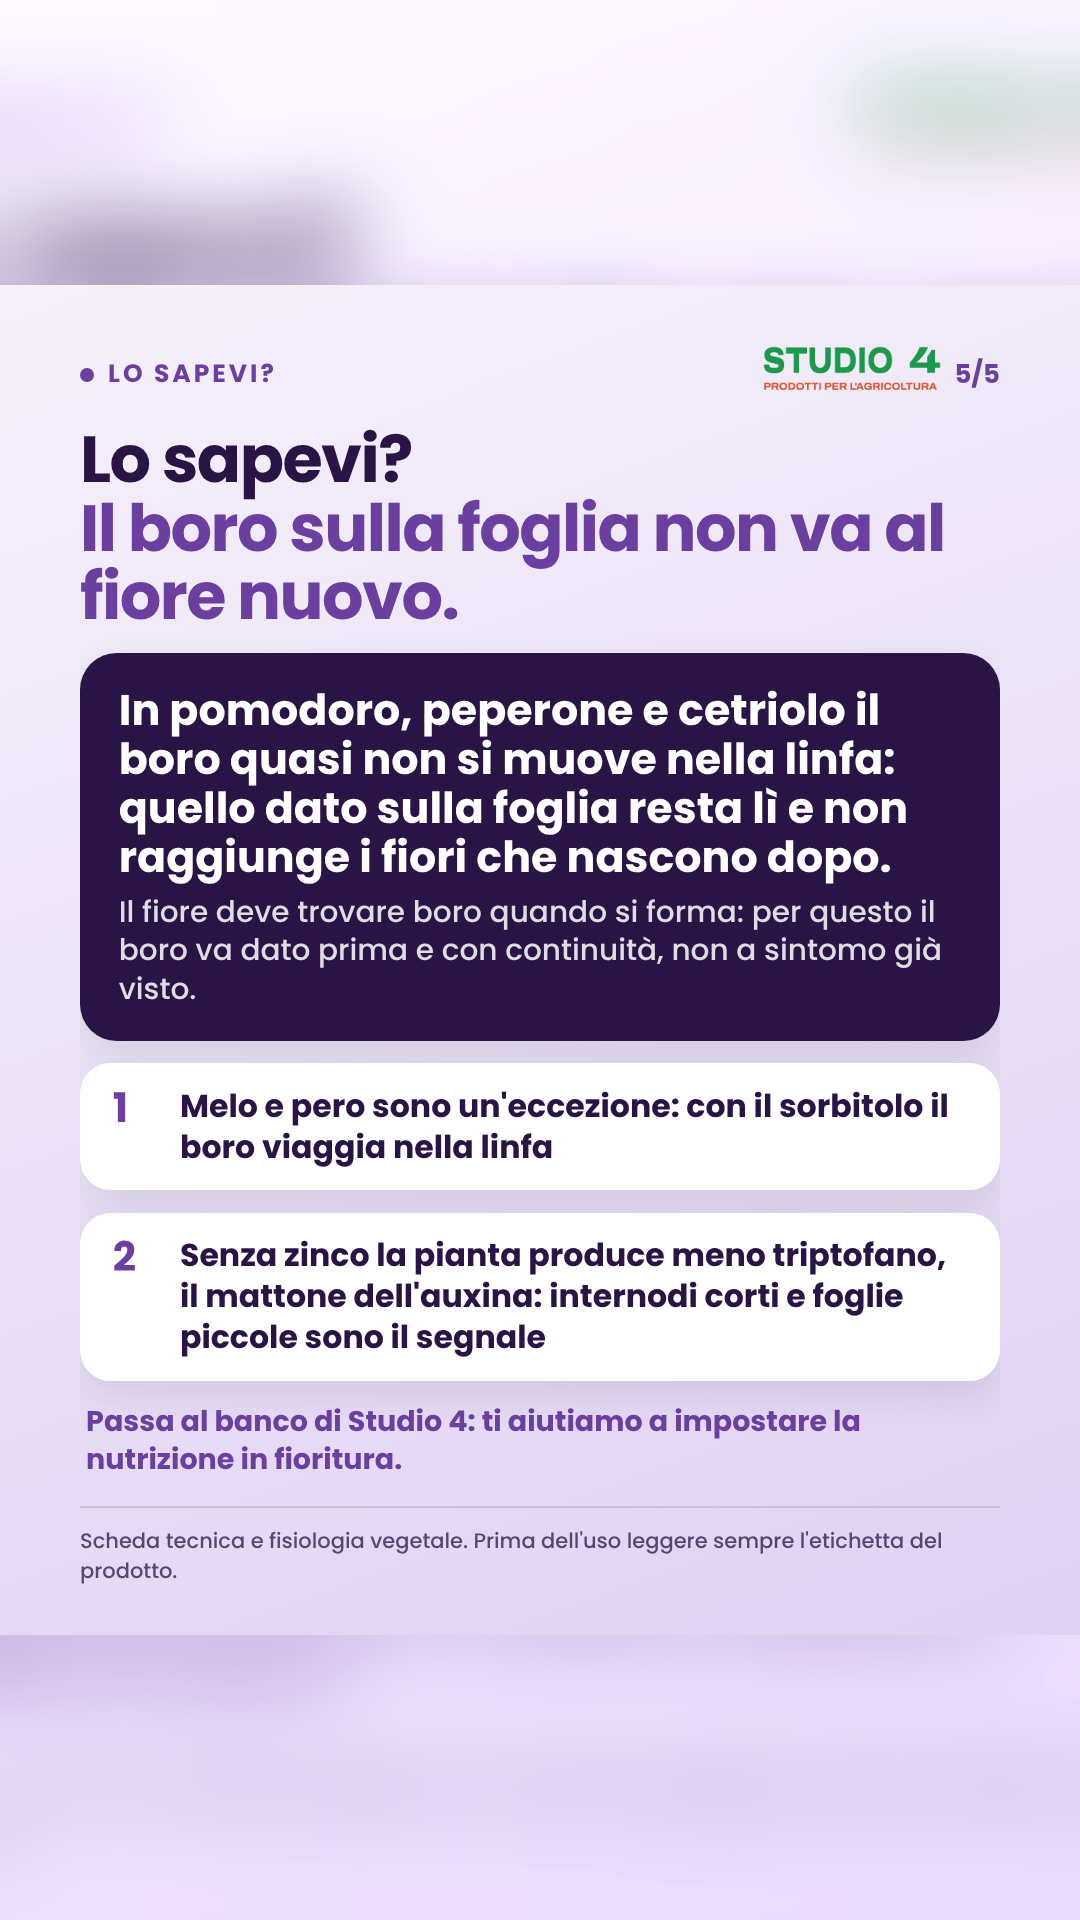 LO SAPEVI?
STUDIO 4
PRODOTTI PER L'AGRICOLTURA
5/5
Lo sapevi?
Il boro sulla foglia non va al
fiore nuovo.
In pomodoro, peperone e cetriolo il
boro quasi non si muove nella linfa:
quello dato sulla foglia resta lì e non
raggiunge i fiori che nascono dopo.
Il fiore deve trovare boro quando si forma: per questo il
boro va dato prima e con continuità, non a sintomo già
visto.
1
Melo e pero sono un'eccezione: con il sorbitolo il
boro viaggia nella linfa
2
Senza zinco la pianta produce meno triptofano,
il mattone dell'auxina: internodi corti e foglie
piccole sono il segnale
Passa al banco di Studio 4: ti aiutiamo a impostare la
nutrizione in fioritura.
Scheda tecnica e fisiologia vegetale. Prima dell'uso leggere sempre l'etichetta del
prodotto.